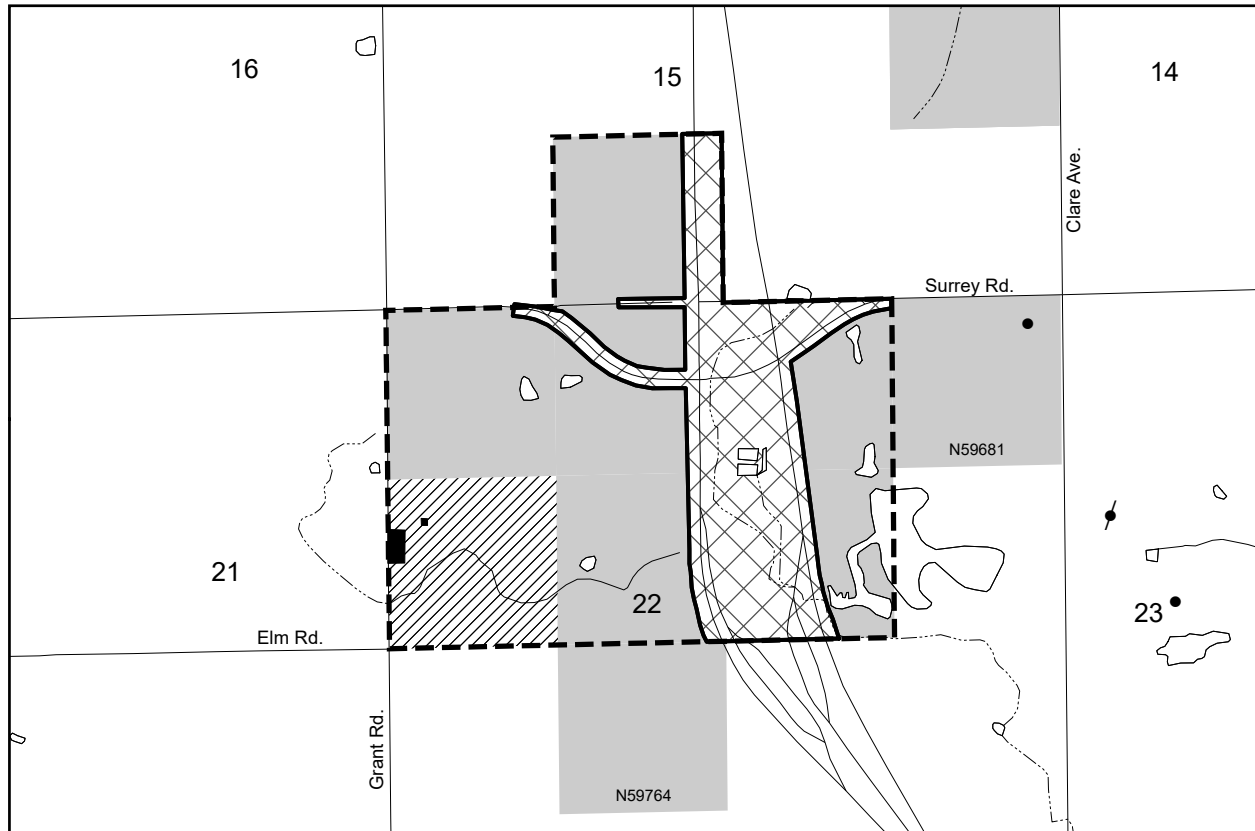 16
15
14
Clare Ave.
Surrey Rd.
N59681
21
22
23
Elm Rd.
Grant Rd.
N59764